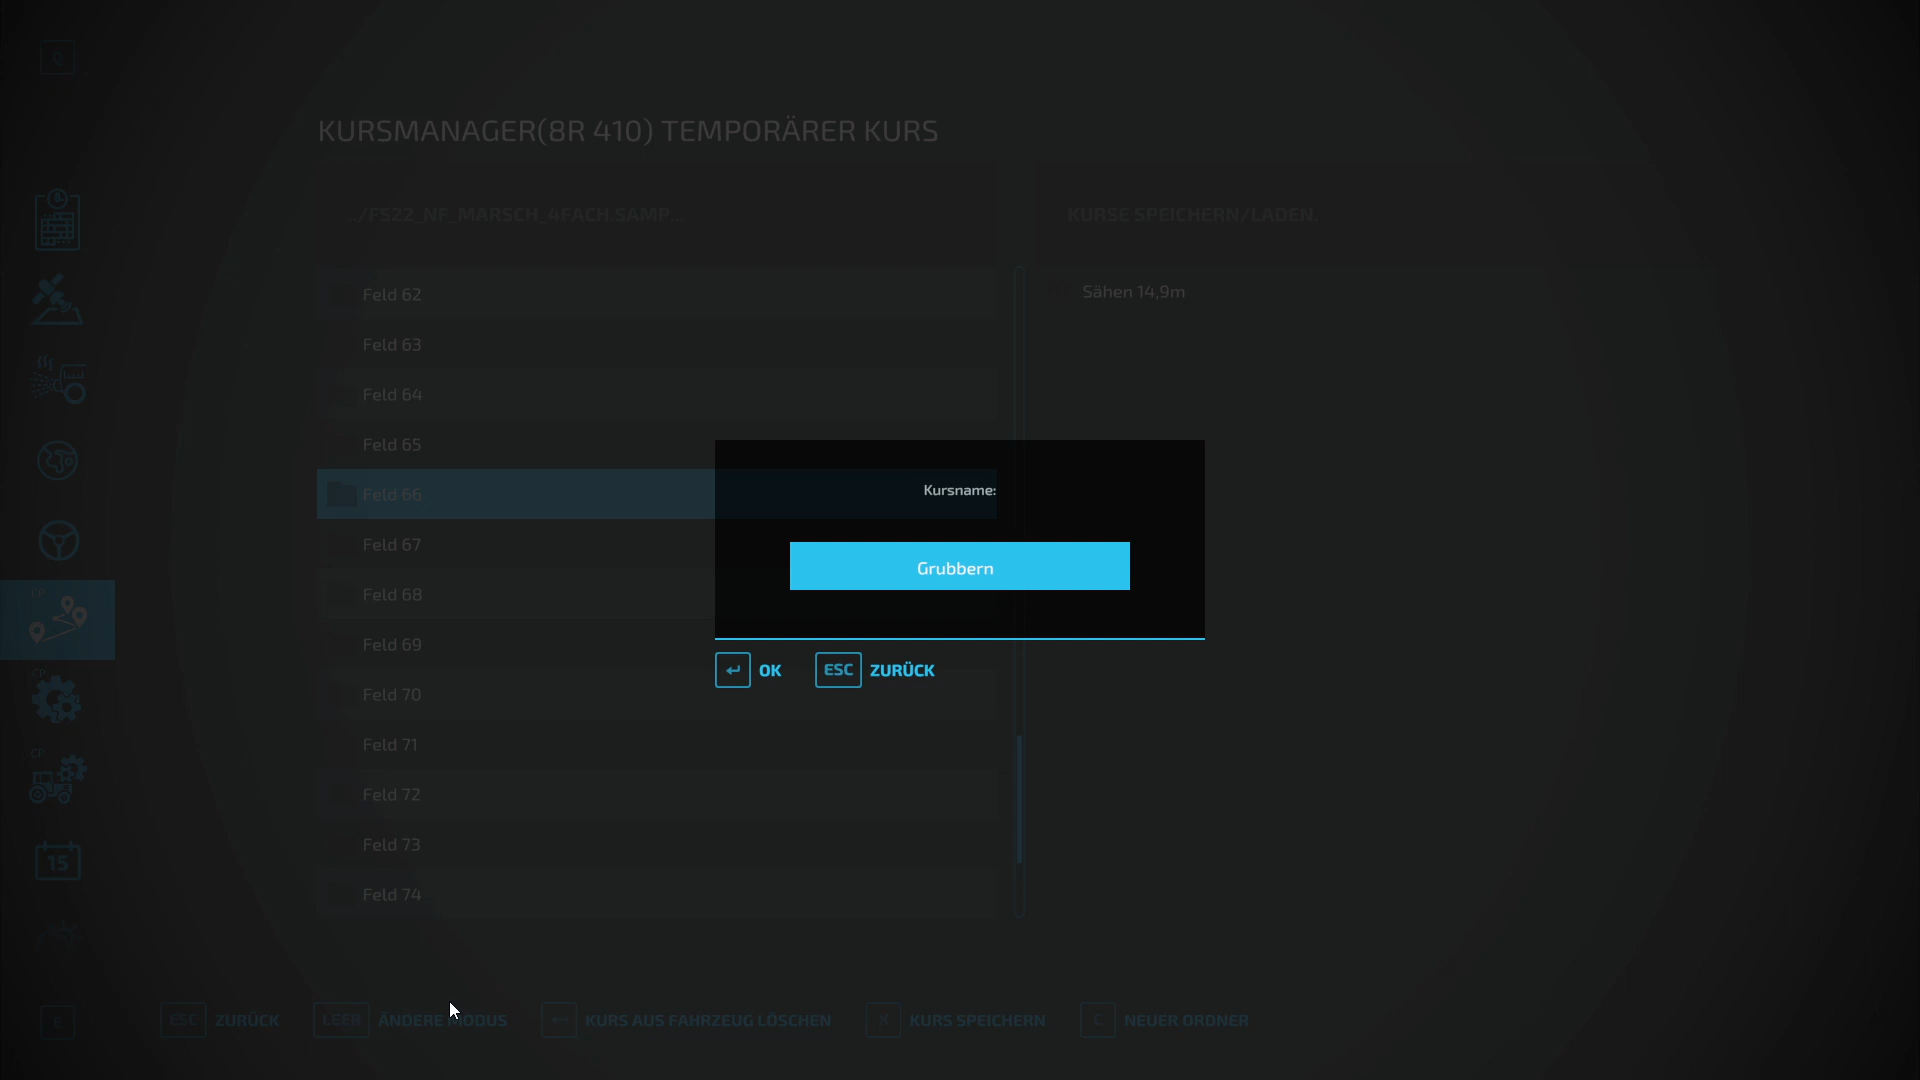 Q
KURSMANAGER(8R 410) TEMPORÄRER KURS
../FS22_NF_MARSCH_4FACH.SAMP...
KURSE SPEICHERN/LADEN.
Feld 62
Sähen 14,9m
Feld 63
Feld 64
Feld 65
Feld 66
Kursname:
Feld 67
Grubbern
Feld 68
CP
Feld 69
OK
ESC ZURÜCK
CP
Feld 70
Feld 71
CP
Feld 72
Feld 73
15
Feld 74
E
ESC ZURÜCK
LEER ÄNDERE MODUS
KURS AUS FAHRZEUG LÖSCHEN
X KURS SPEICHERN
C NEUER ORDNER